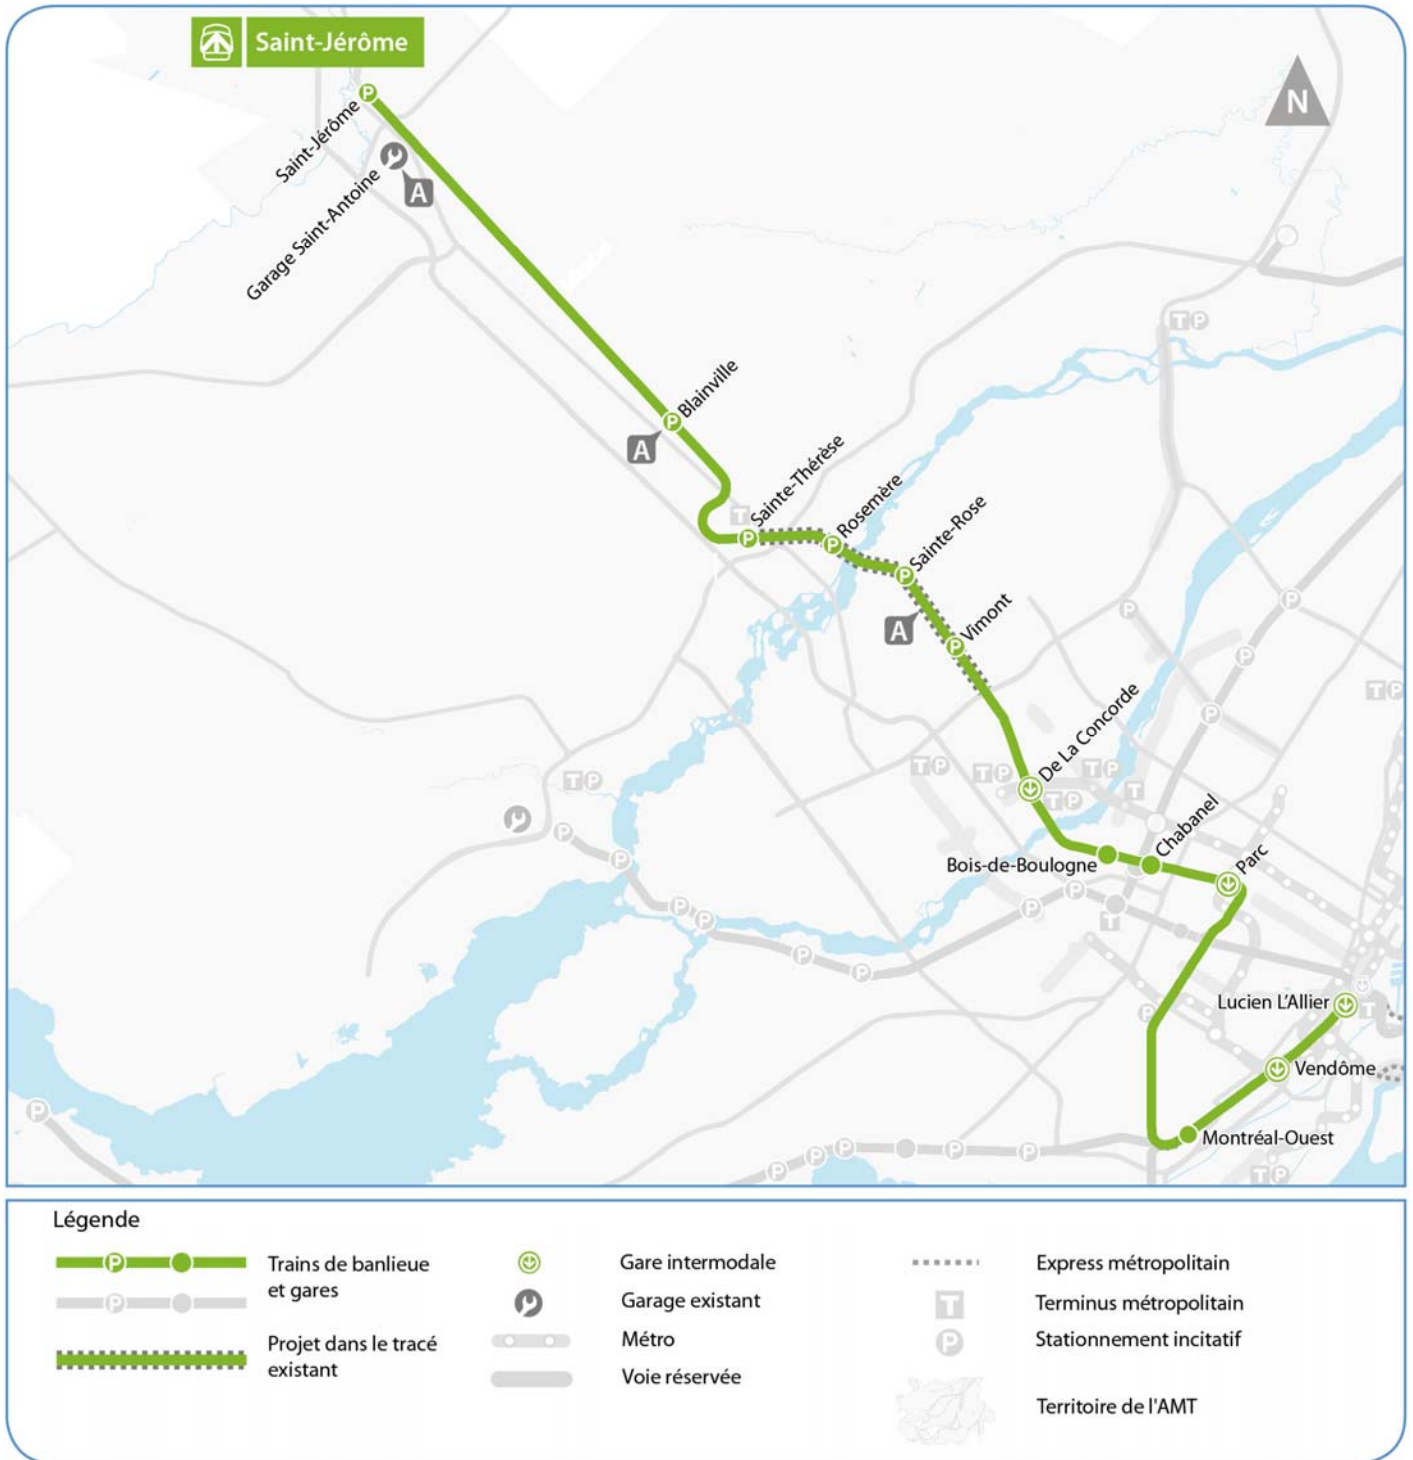 Saint-Jérôme
N
P
Saint-Jérôme
Garage Saint-Antoine
A
T P
P
Blainville
A
T
P
Sainte-Thérèse
P
Rosemère
P
Sainte-Rose
A
P
Vimont
P
P
P
P
T P
De La Concorde
T P
T P
T P
T P
T
T P
P
P
Chabanel
Bois-de-Boulogne
Parc
P
P
P
P
T
P
P
Lucien L'Allier
T
P
Vendôme
P
Montréal-Ouest
P
P
P
P
P
T P
Légende
P
Trains de banlieue
et gares
P
Projet dans le tracé
existant
Gare intermodale
Garage existant
Métro
Voie réservée
Express métropolitain
T
Terminus métropolitain
P
Stationnement incitatif
Territoire de l'AMT